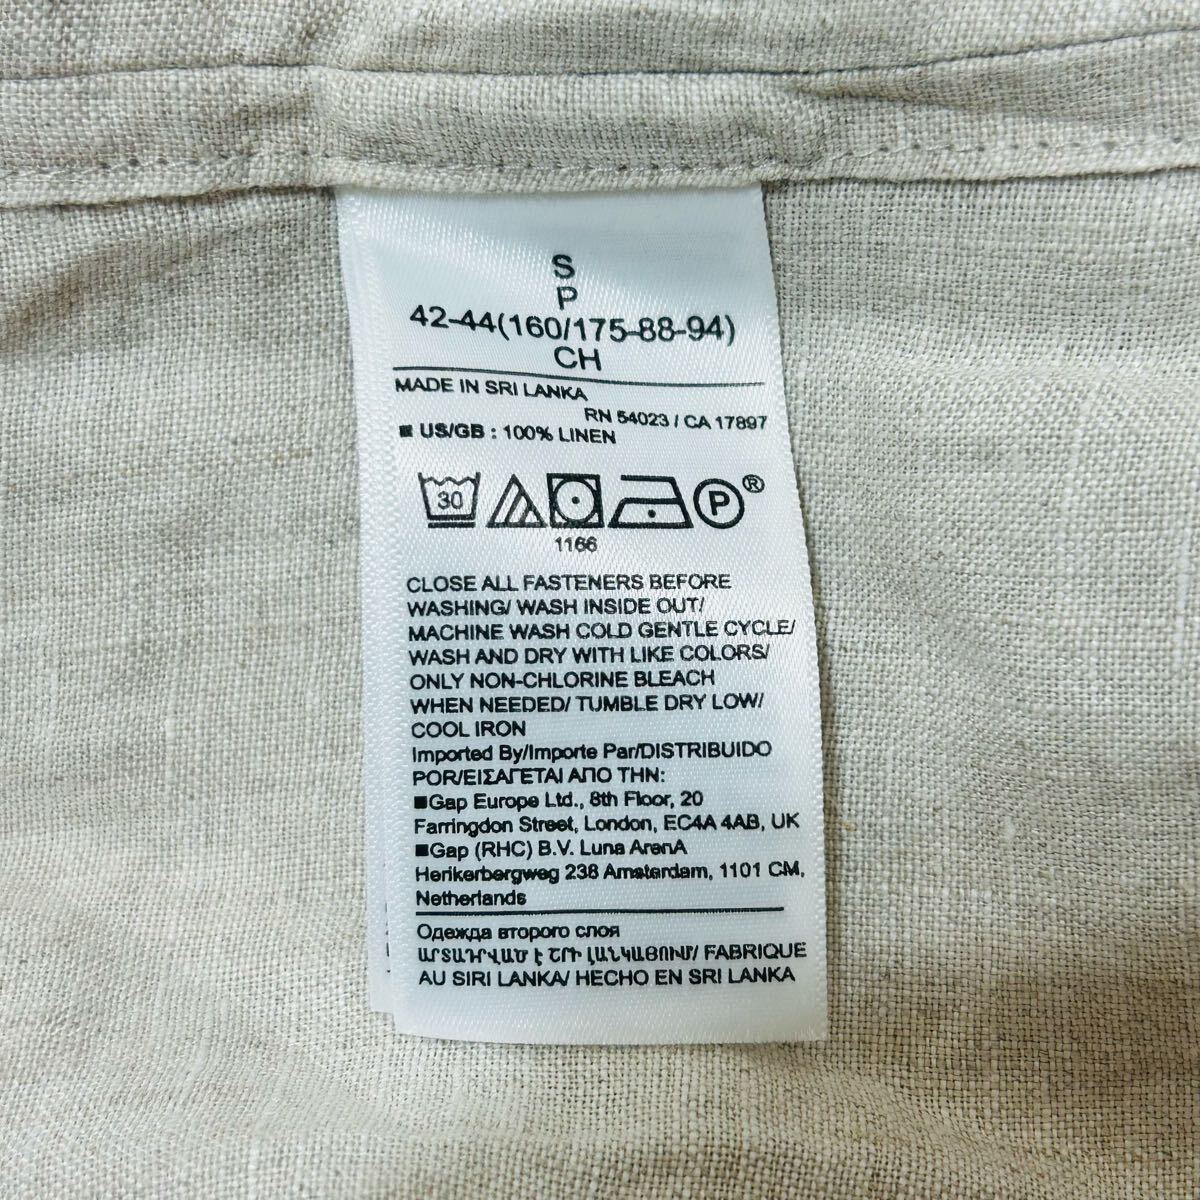 S
P
42-44(160/175-88-94)
CH
MADE IN SRI LANKA
RN 54023 / CA 17897
■ US/GB : 100% LINEN
30
P®
1166
CLOSE ALL FASTENERS BEFORE
WASHING/ WASH INSIDE OUT/
MACHINE WASH COLD GENTLE CYCLE/
WASH AND DRY WITH LIKE COLORS/
ONLY NON-CHLORINE BLEACH
WHEN NEEDED/ TUMBLE DRY LOW/
COOL IRON
Imported By/Importe Par/DISTRIBUIDO
POR/ΕΙΣΑΓΕΤΑΙ ΑΠΟ ΤΗΝ:
■Gap Europe Ltd., 8th Floor, 20
Farringdon Street, London, EC4A 4AB, UK
■Gap (RHC) B.V. Luna ArenA
Herikerbergweg 238 Amsterdam, 1101 CM,
Netherlands
Одежда второго слоя
ԱՐՏԱԴՐՎԱԾ Է ՇՐԻ ԼԱՆԿԱՅՈՒՄ/ FABRIQUE
AU SIRI LANKA/ HECHO EN SRI LANKA